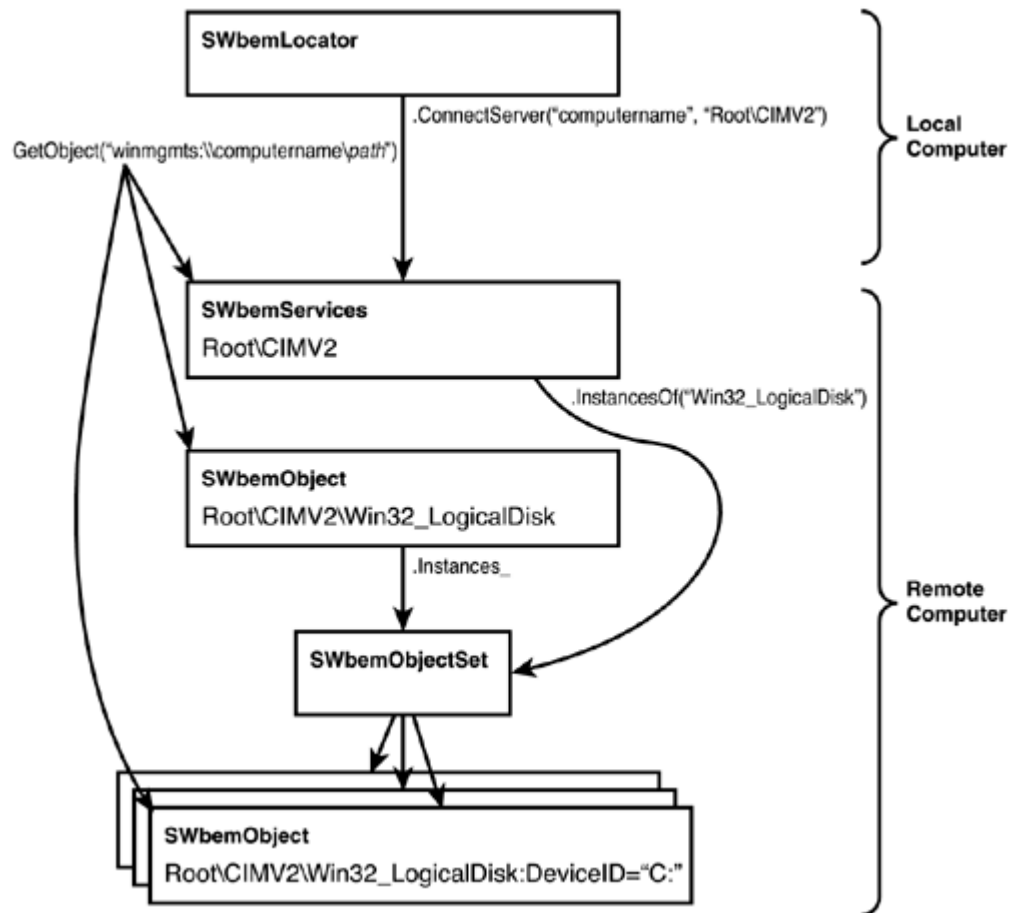 SWbemLocator
.ConnectServer(“computername”, “Root\CIMV2”)
Local
Computer
GetObject(“winmgmts:\\computername\path”)
SWbemServices
Root\CIMV2
.InstancesOf(“Win32_LogicalDisk”)
SWbemObject
Root\CIMV2\Win32_LogicalDisk
.Instances_
Remote
Computer
SWbemObjectSet
SWbemObject
Root\CIMV2\Win32_LogicalDisk:DeviceID=“C:”